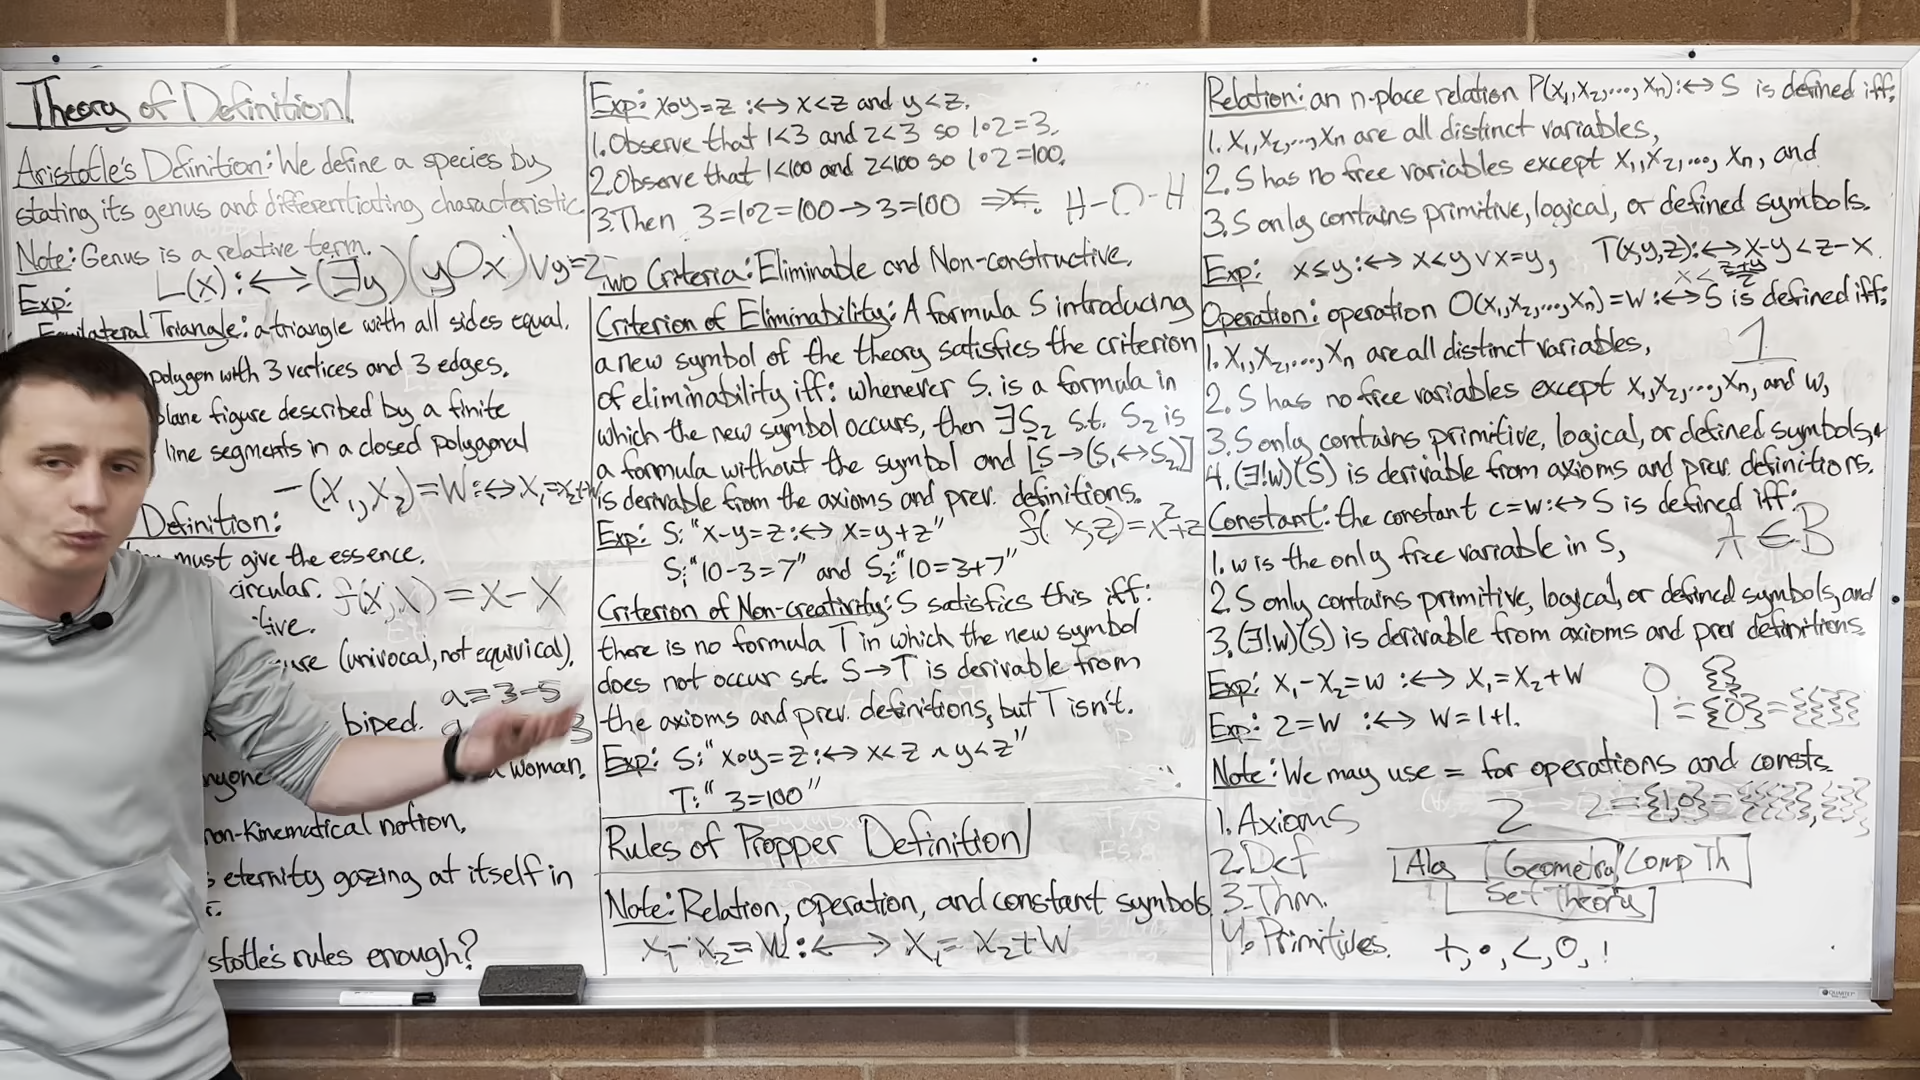 Theory of Definition
Aristotle's Definition: We define a species by
stating its genus and differentiating characteristic.
Note: Genus is a relative term.
L(x) :↔ (∃y)(yOx) ∨ y=2
Exp:
Equilateral Triangle: a triangle with all sides equal.
polygon with 3 vertices and 3 edges.
plane figure described by a finite
line segments in a closed polygonal
-(x₁, x₂)=W :↔ x₁=x₂+w
Definition:
must give the essence.
circular. f(x, x) = x - x
tive.
ure (univocal, not equivical).
a=3-5
biped.
nyone woman.
non-Kinematical notion,
s eternity gazing at itself in
stotle's rules enough?
Exp: x∘y=z :↔ x<z and y<z.
1. Observe that 1<3 and 2<3 so 1∘2=3.
2. Observe that 1<100 and 2<100 so 1∘2=100.
3. Then 3=1∘2=100→3=100 ⇒⇐. H-O-H
Two Criteria: Eliminable and Non-constructive.
Criterion of Eliminability: A formula S introducing
a new symbol of the theory satisfies the criterion
of eliminability iff: whenever S₁ is a formula in
which the new symbol occurs, then ∃S₂ s.t. S₂ is
a formula without the symbol and [S→(S₁↔S₂)]
is derivable from the axioms and prev. definitions.
Exp: S: "x-y=z :↔ x=y+z" f(x,z)=x²+z
S₁: "10-3=7" and S₂: "10=3+7"
Criterion of Non-creativity: S satisfies this iff:
there is no formula T in which the new symbol
does not occur s.t. S→T is derivable from
the axioms and prev. definitions, but T isn't.
Exp: S: "x∘y=z :↔ x<z ∧ y<z"
T: "3=100"
Rules of Propper Definition
Note: Relation, operation, and constant symbols
x₁-x₂=W :↔ x₁=x₂+W
Relation: an n-place relation P(x₁,x₂,...,xₙ) :↔ S is defined iff:
1. x₁,x₂,...,xₙ are all distinct variables,
2. S has no free variables except x₁,x₂,...,xₙ, and
3. S only contains primitive, logical, or defined symbols.
Exp: x≤y :↔ x<y ∨ x=y, T(x,y,z) :↔ x-y<z-x
Operation: operation O(x₁,x₂,...,xₙ)=w :↔ S is defined iff:
1. x₁,x₂,...,xₙ are all distinct variables, 1
2. S has no free variables except x₁,x₂,...,xₙ, and w,
3. S only contains primitive, logical, or defined symbols, &
4. (∃!w)(S) is derivable from axioms and prev. definitions.
Constant: the constant c=w :↔ S is defined iff:
1. w is the only free variable in S, A∈B
2. S only contains primitive, logical, or defined symbols, and
3. (∃!w)(S) is derivable from axioms and prev definitions.
Exp: x₁-x₂=w :↔ x₁=x₂+w 0 {}
Exp: 2=w :↔ w=1+1. 1={0}={{}}
Note: We may use = for operations and consts.
2 2={1,0}={{{}},{}}
1. Axioms
2. Def
3. Thm.
4. Primitives.
Alg Geometry Comp Th
Set Theory
+, •, <, 0, !
QUARTET